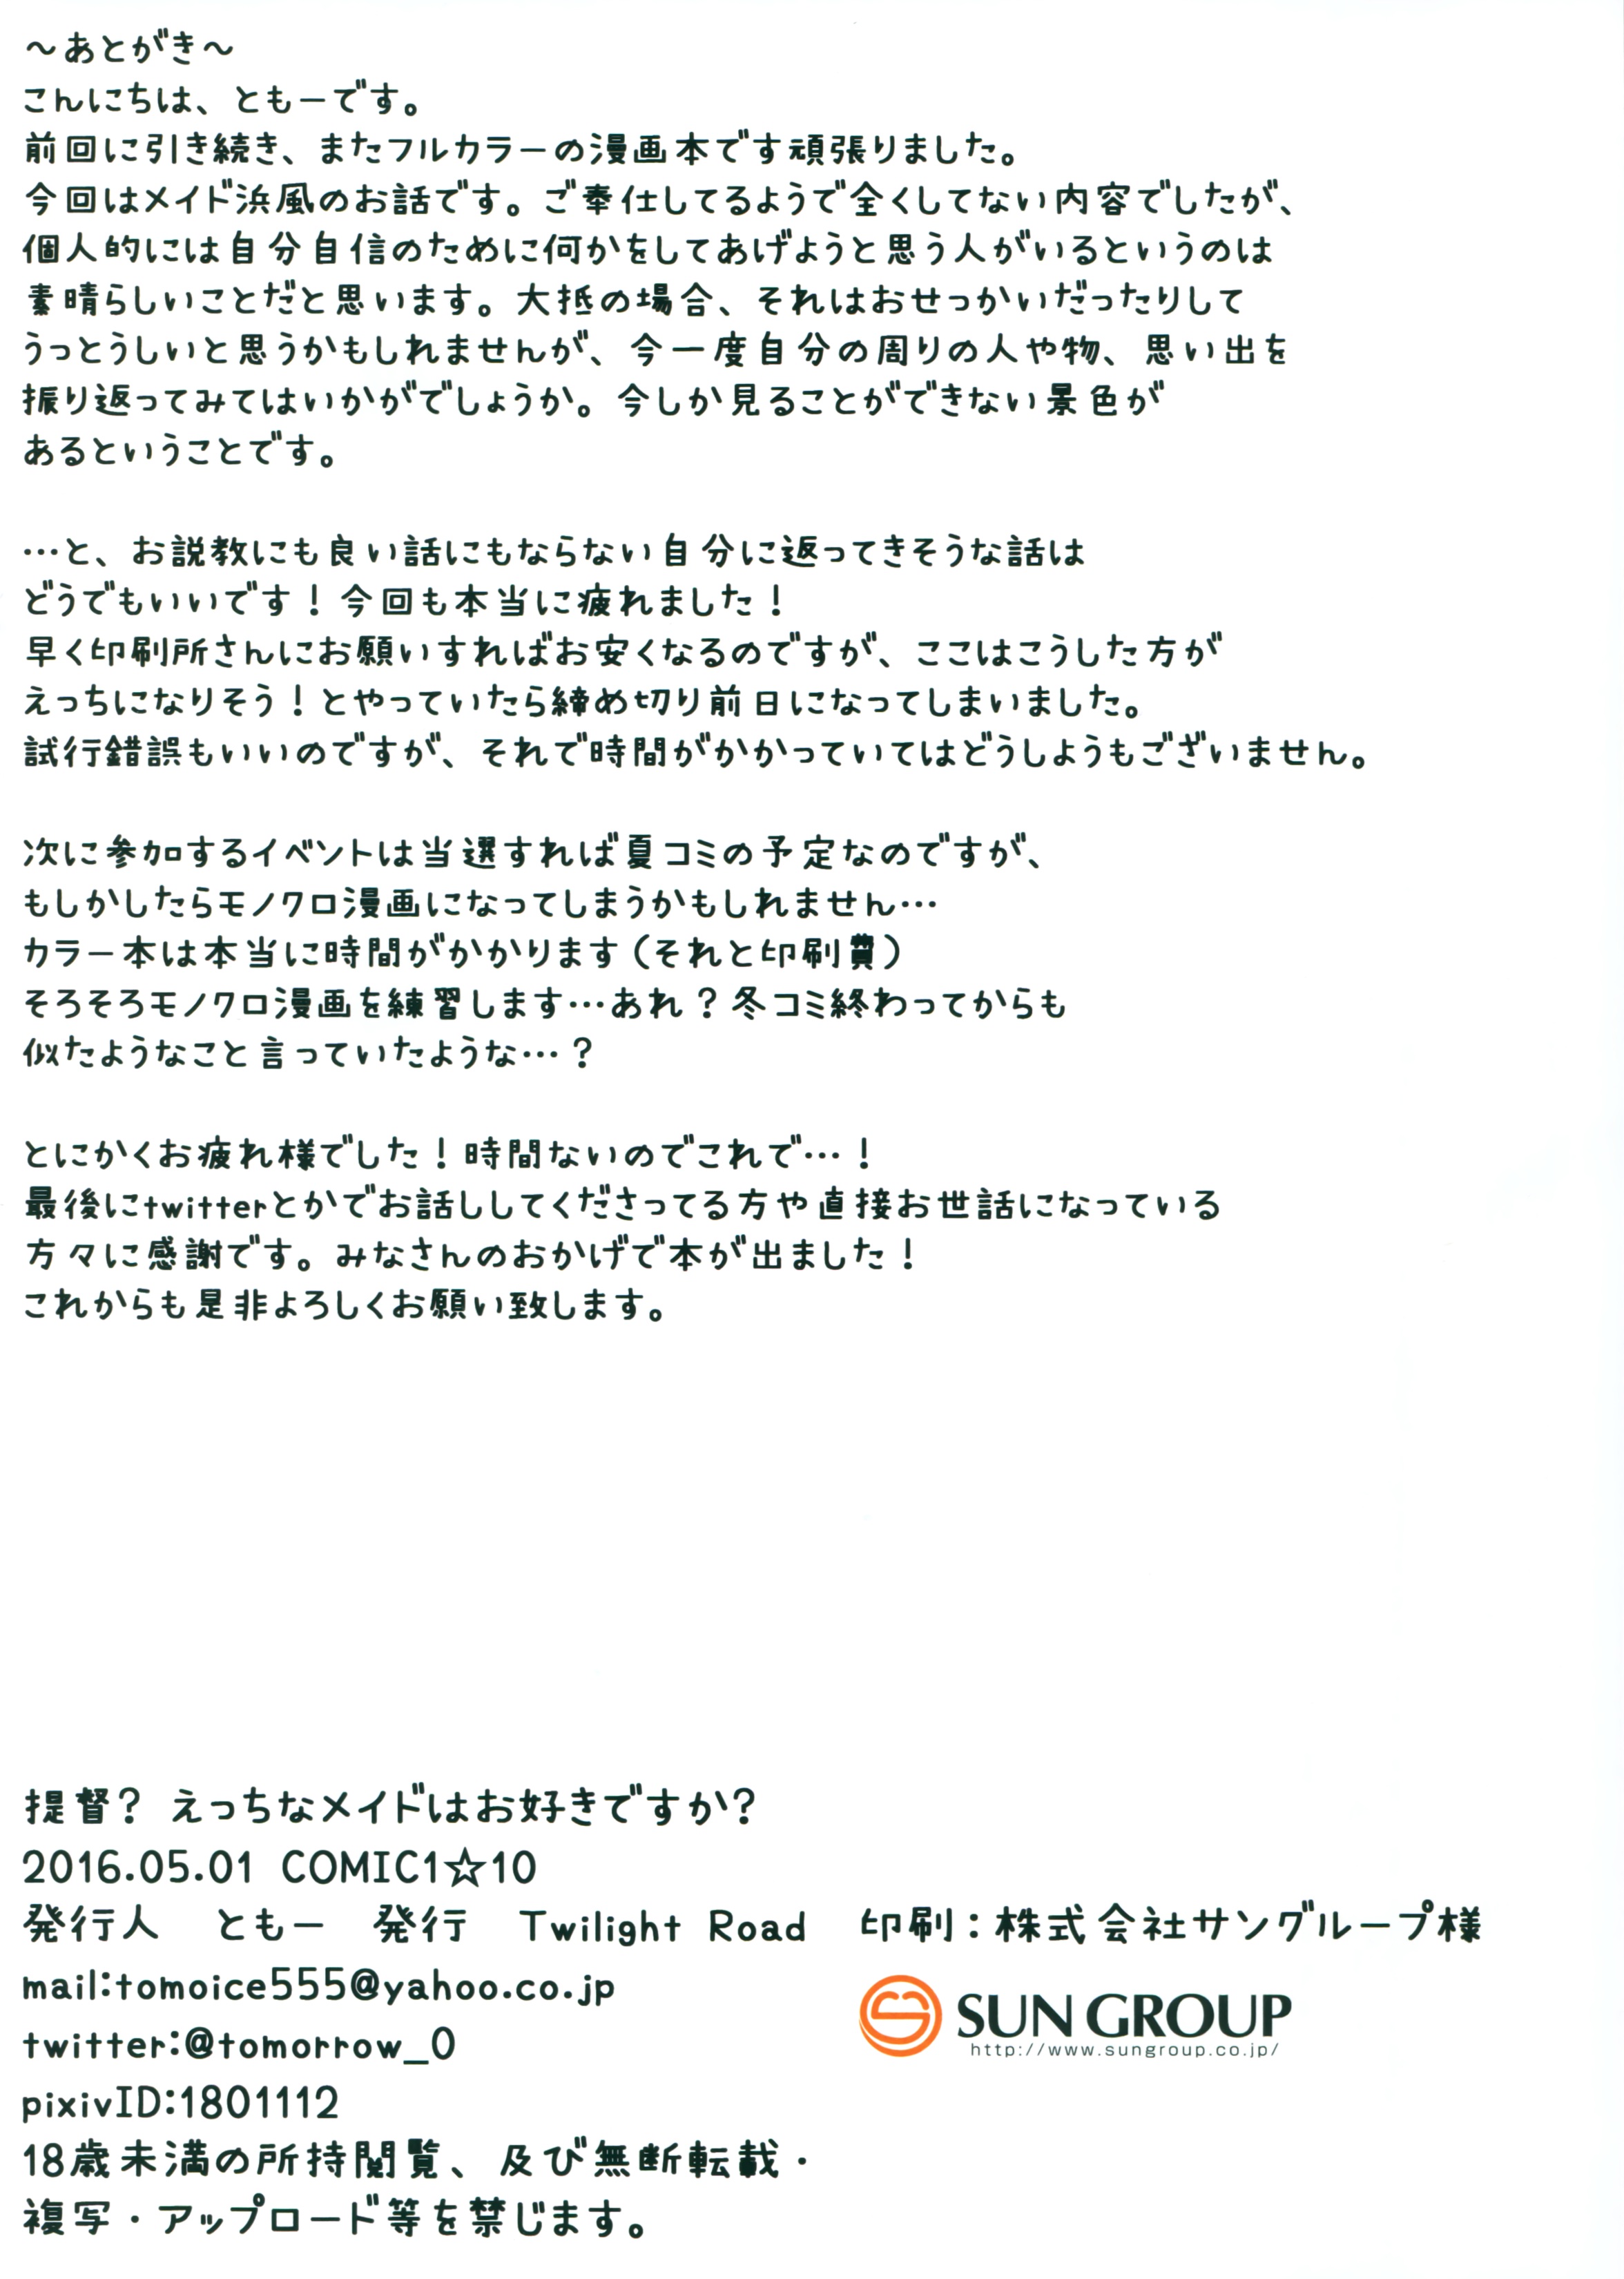 ～あとがき～
こんにちは、ともーです。
前回に引き続き、またフルカラーの漫画本です頑張りました。
今回はメイド浜風のお話です。ご奉仕してるようで全くしてない内容でしたが、
個人的には自分自信のために何かをしてあげようと思う人がいるというのは
素晴らしいことだと思います。大抵の場合、それはおせっかいだったりして
うっとうしいと思うかもしれませんが、今一度自分の周りの人や物、思い出を
振り返ってみてはいかがでしょうか。今しか見ることができない景色が
あるということです。
…と、お説教にも良い話にもならない自分に返ってきそうな話は
どうでもいいです！今回も本当に疲れました！
早く印刷所さんにお願いすればお安くなるのですが、ここはこうした方が
えっちになりそう！とやっていたら締め切り前日になってしまいました。
試行錯誤もいいのですが、それで時間がかかっていてはどうしようもございません。
次に参加するイベントは当選すれば夏コミの予定なのですが、
もしかしたらモノクロ漫画になってしまうかもしれません…
カラー本は本当に時間がかかります（それと印刷費）
そろそろモノクロ漫画を練習します…あれ？冬コミ終わってからも
似たようなこと言っていたような…？
とにかくお疲れ様でした！時間ないのでこれで…！
最後にtwitterとかでお話ししてくださってる方や直接お世話になっている
方々に感謝です。みなさんのおかげで本が出ました！
これからも是非よろしくお願い致します。
提督？ えっちなメイドはお好きですか？
2016.05.01 COMIC1☆10
発行人 ともー 発行 Twilight Road 印刷：株式会社サングループ様
mail:tomoice555@yahoo.co.jp
SUN GROUP
http://www.sungroup.co.jp/
twitter:@tomorrow_0
pixivID:1801112
18歳未満の所持閲覧、及び無断転載・
複写・アップロード等を禁じます。